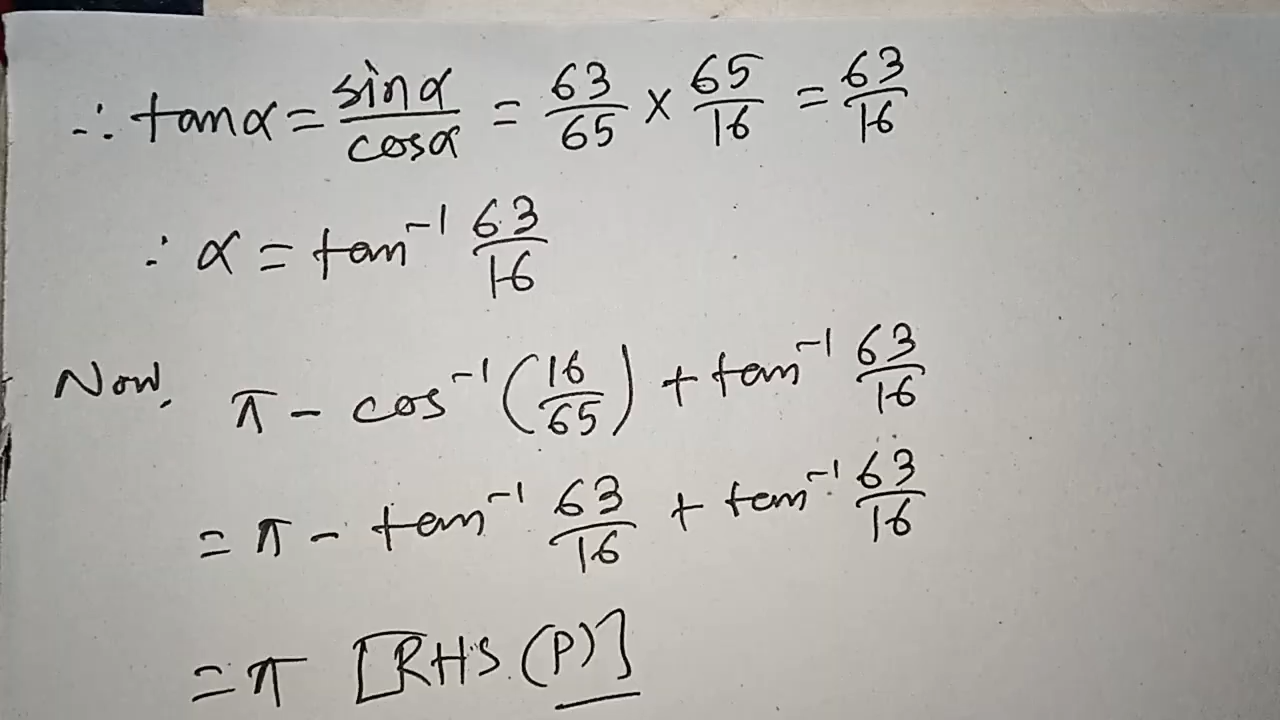 ∴ tanα = sinα/cosα = 63/65 × 65/16 = 63/16
∴ α = tan⁻¹ 63/16
Now, π − cos⁻¹(16/65) + tan⁻¹ 63/16
= π − tan⁻¹ 63/16 + tan⁻¹ 63/16
= π [RHS (P)]